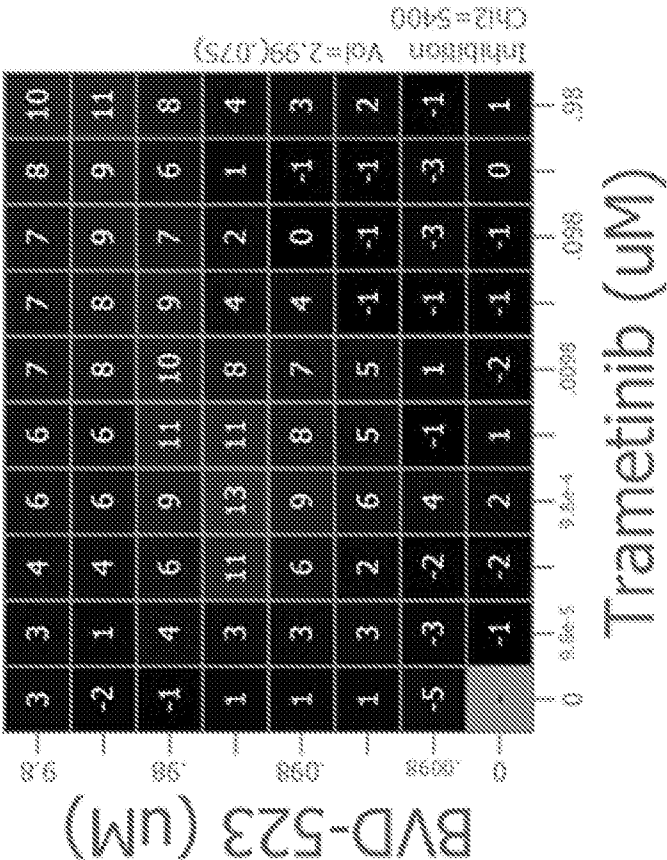 BVD-523 (uM)
9.8 3 3 4 6 6 7 7 7 8 10
-2 1 4 6 6 8 8 9 9 11
.98 -1 4 6 9 11 10 9 7 6 8
1 3 11 13 11 8 4 2 1 4
.098 1 3 6 9 8 7 4 0 -1 3
1 3 2 6 5 5 -1 -1 -1 2
.0098 -5 -3 -2 4 -1 1 -1 -3 -3 -1
0 -1 -2 2 1 -2 -1 -1 0 1
0 9.8e-5 9.8e-4 .0098 .098 .98
Trametinib (uM)
Vol=2.99(.075)
Inhibition
Chi2=5400